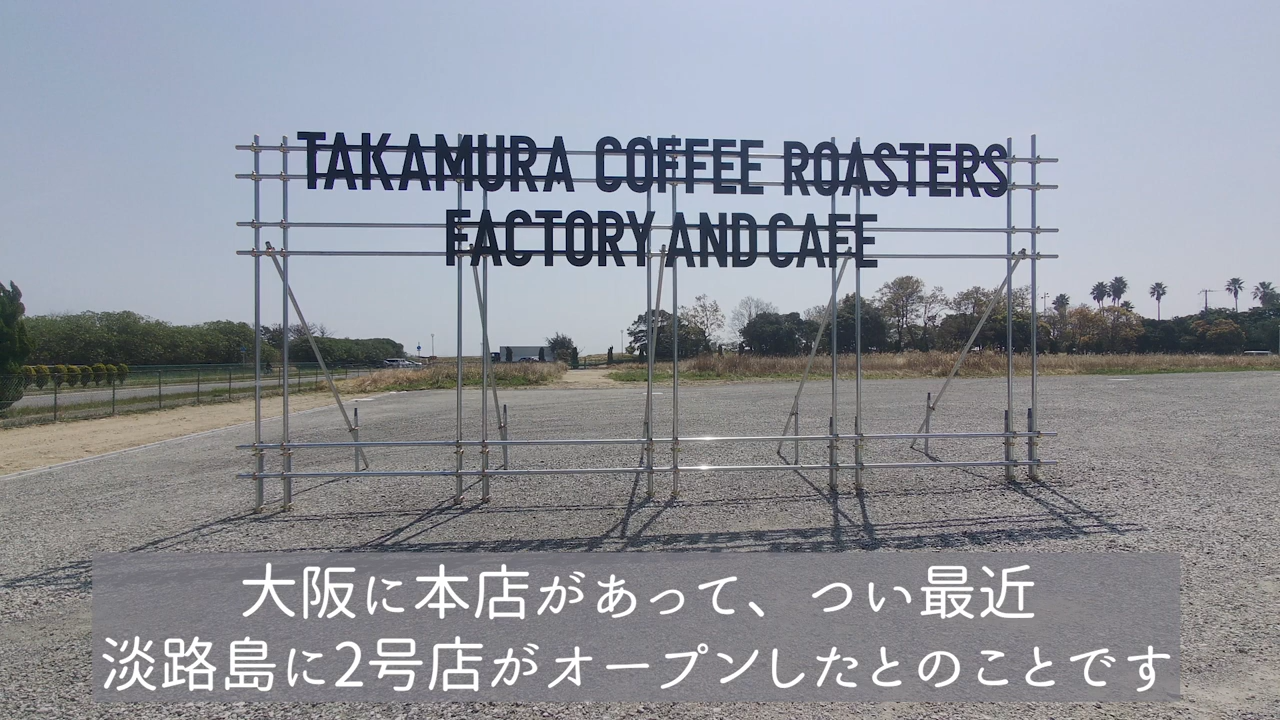 TAKAMURA COFFEE ROASTERS
FACTORY AND CAFE
大阪に本店があって、つい最近
淡路島に2号店がオープンしたとのことです